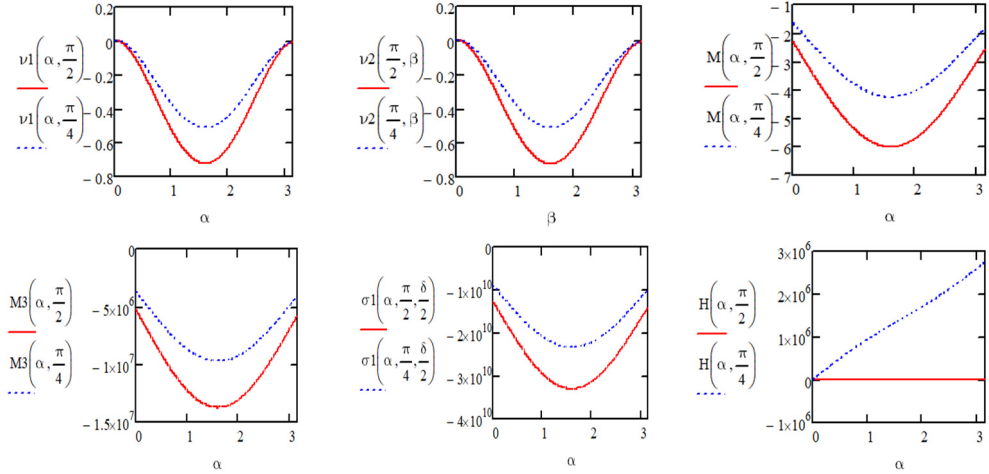 0.2
0
− 0.2
− 0.4
− 0.6
− 0.8
ν1(α, π/2)
ν1(α, π/4)
0 1 2 3
α
0.2
0
− 0.2
− 0.4
− 0.6
− 0.8
ν2(π/2, β)
ν2(π/4, β)
0 1 2 3
β
− 1
− 2
− 3
− 4
− 5
− 6
− 7
M(α, π/2)
M(α, π/4)
0 1 2 3
α
0
− 5×10⁶
− 1×10⁷
− 1.5×10⁷
M3(α, π/2)
M3(α, π/4)
0 1 2 3
α
0
− 1×10¹⁰
− 2×10¹⁰
− 3×10¹⁰
− 4×10¹⁰
σ1(α, π/2, δ/2)
σ1(α, π/4, δ/2)
0 1 2 3
α
3×10⁶
2×10⁶
1×10⁶
0
− 1×10⁶
H(α, π/2)
H(α, π/4)
0 1 2 3
α